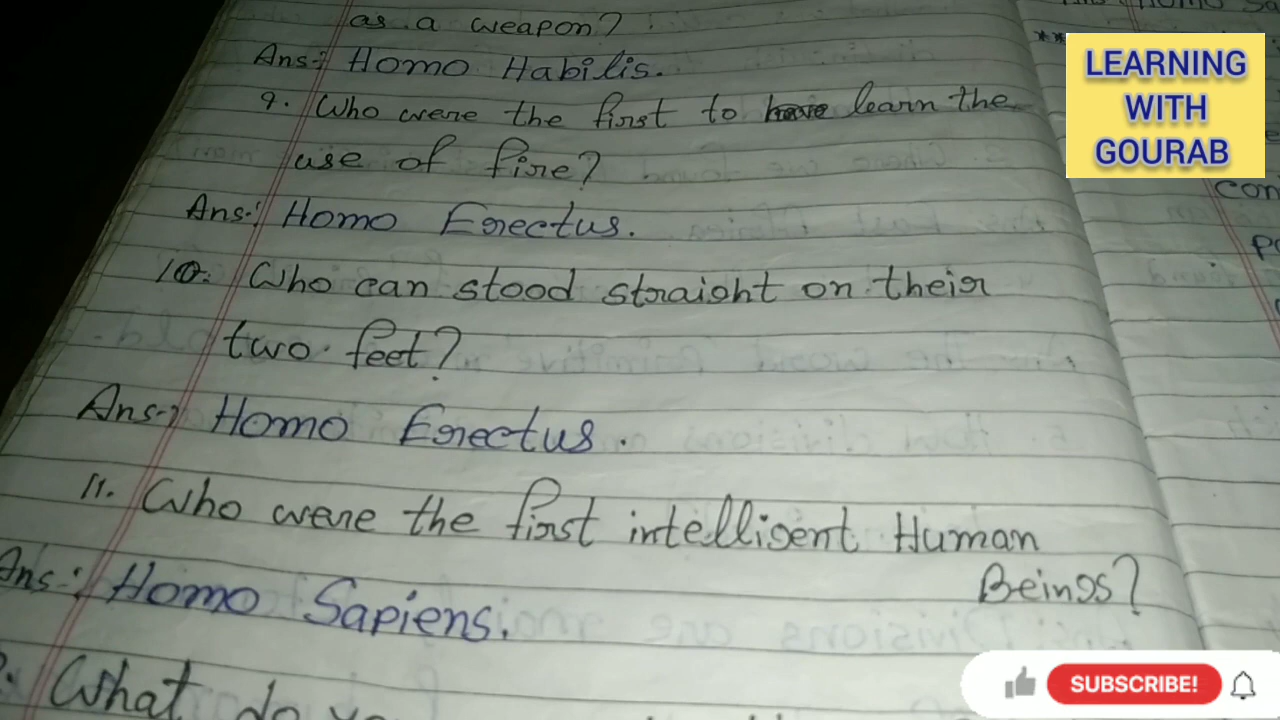 as a weapon?
Ans:- Homo Habilis.
9. Who were the first to have learn the
use of fire?
Ans:- Homo Erectus.
10. Who can stood straight on their
two feet?
Ans:- Homo Erectus.
11. Who were the first intelligent Human
Beings?
Ans:- Homo Sapiens.
What do
LEARNING
WITH
GOURAB
SUBSCRIBE!